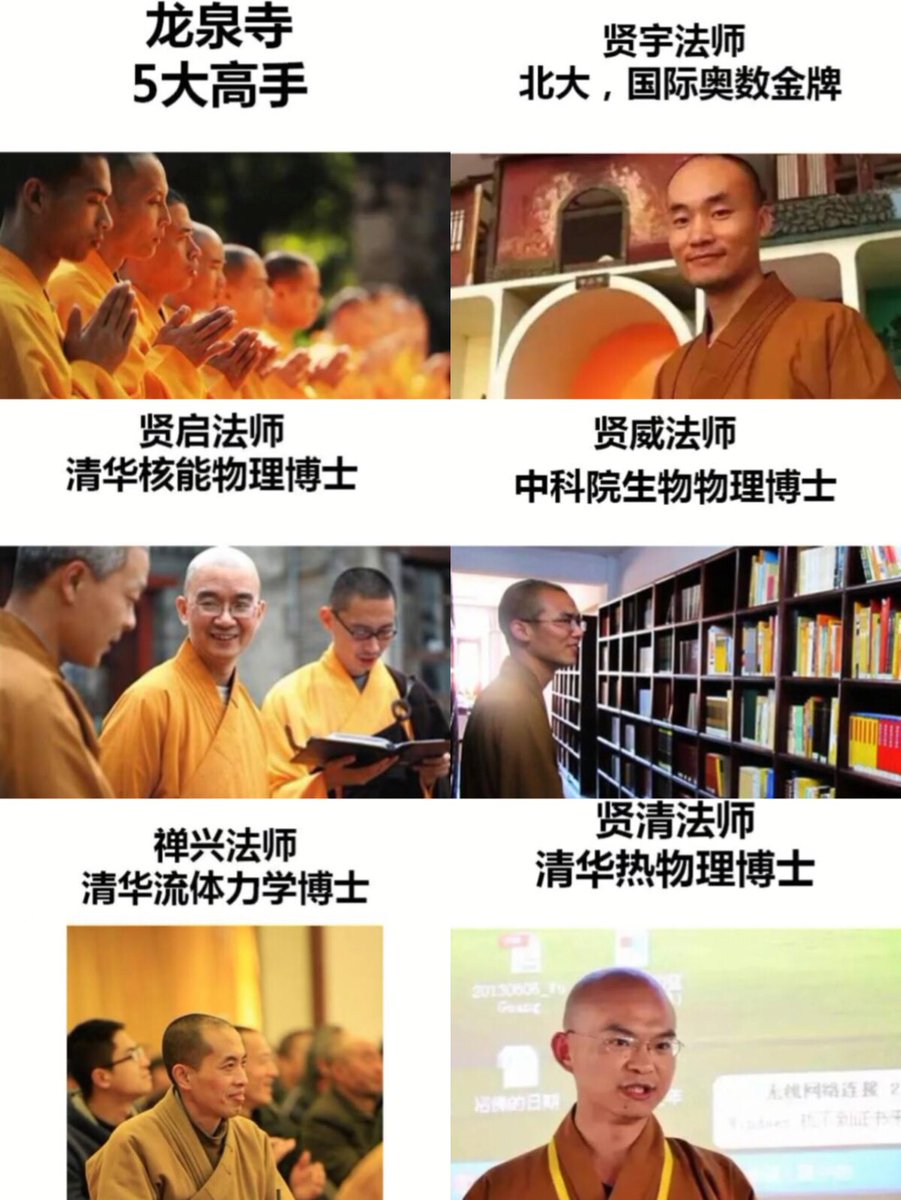 龙泉寺
5大高手
贤宇法师
北大，国际奥数金牌
贤启法师
清华核能物理博士
贤威法师
中科院生物物理博士
禅兴法师
清华流体力学博士
贤清法师
清华热物理博士
无线网络连接 2